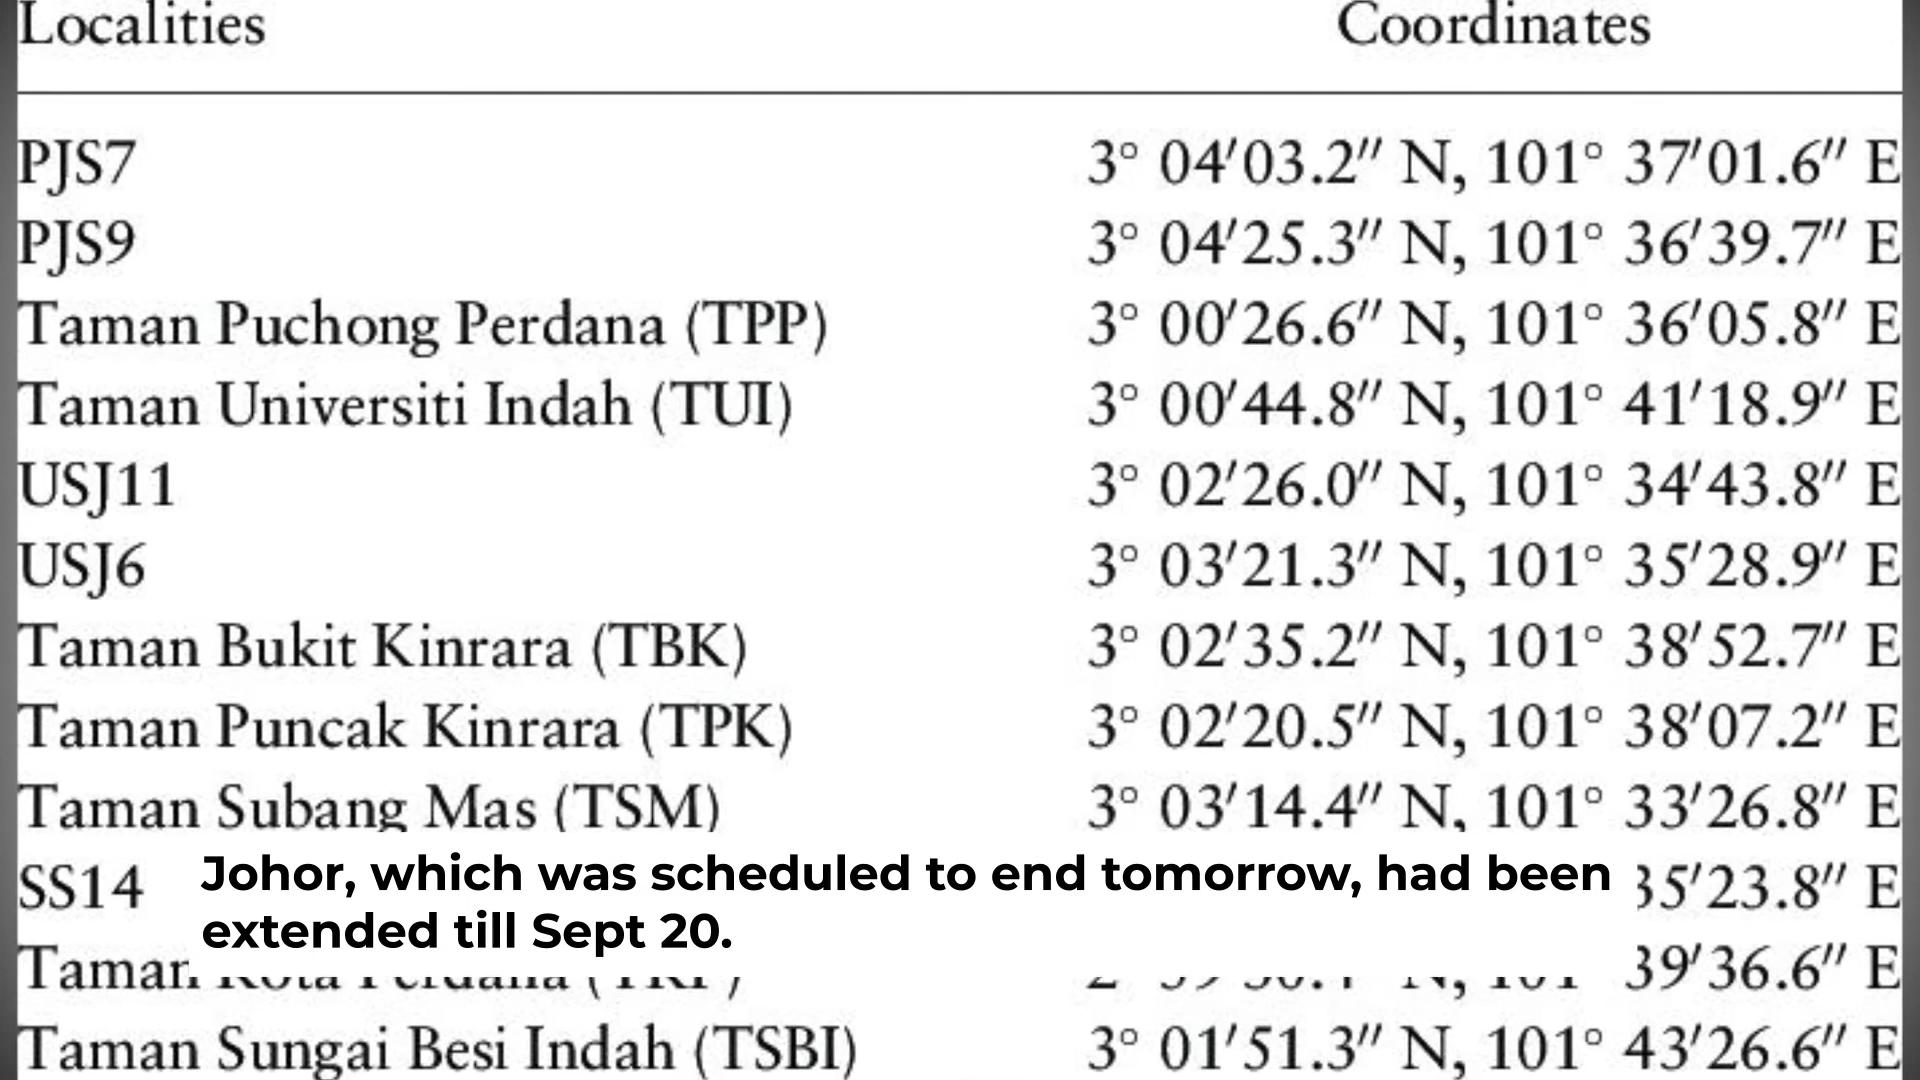 Localities Coordinates
PJS7 3° 04′03.2″ N, 101° 37′01.6″ E
PJS9 3° 04′25.3″ N, 101° 36′39.7″ E
Taman Puchong Perdana (TPP) 3° 00′26.6″ N, 101° 36′05.8″ E
Taman Universiti Indah (TUI) 3° 00′44.8″ N, 101° 41′18.9″ E
USJ11 3° 02′26.0″ N, 101° 34′43.8″ E
USJ6 3° 03′21.3″ N, 101° 35′28.9″ E
Taman Bukit Kinrara (TBK) 3° 02′35.2″ N, 101° 38′52.7″ E
Taman Puncak Kinrara (TPK) 3° 02′20.5″ N, 101° 38′07.2″ E
Taman Subang Mas (TSM) 3° 03′14.4″ N, 101° 33′26.8″ E
SS14 35′23.8″ E
Johor, which was scheduled to end tomorrow, had been
extended till Sept 20.
Taman 39′36.6″ E
Taman Sungai Besi Indah (TSBI) 3° 01′51.3″ N, 101° 43′26.6″ E